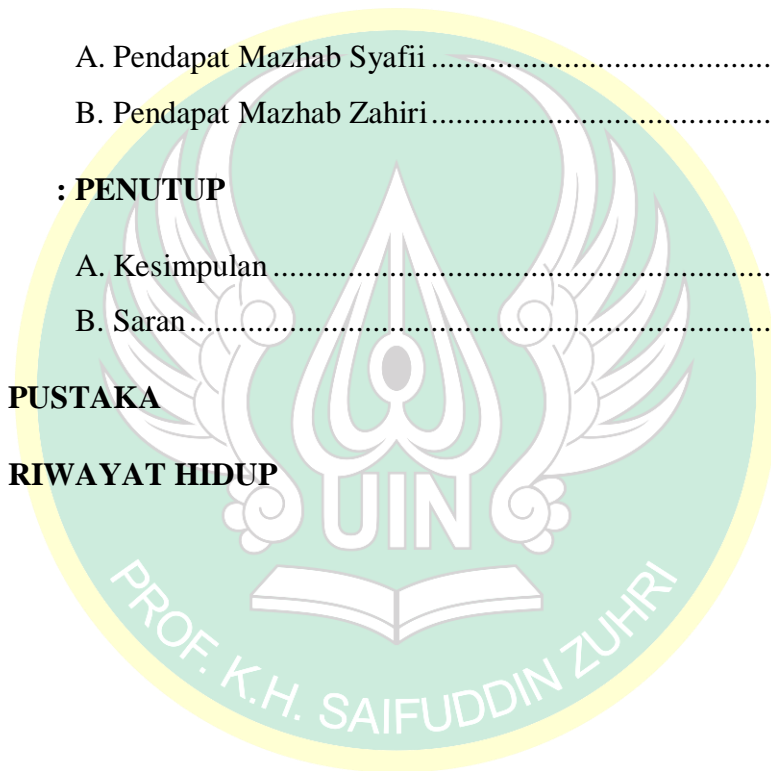 A. Pendapat Mazhab Syafii ..........................................
B. Pendapat Mazhab Zahiri..........................................
: PENUTUP
A. Kesimpulan .............................................................
B. Saran.......................................................................
PUSTAKA
RIWAYAT HIDUP
UIN
PROF. K.H. SAIFUDDIN ZUHRI